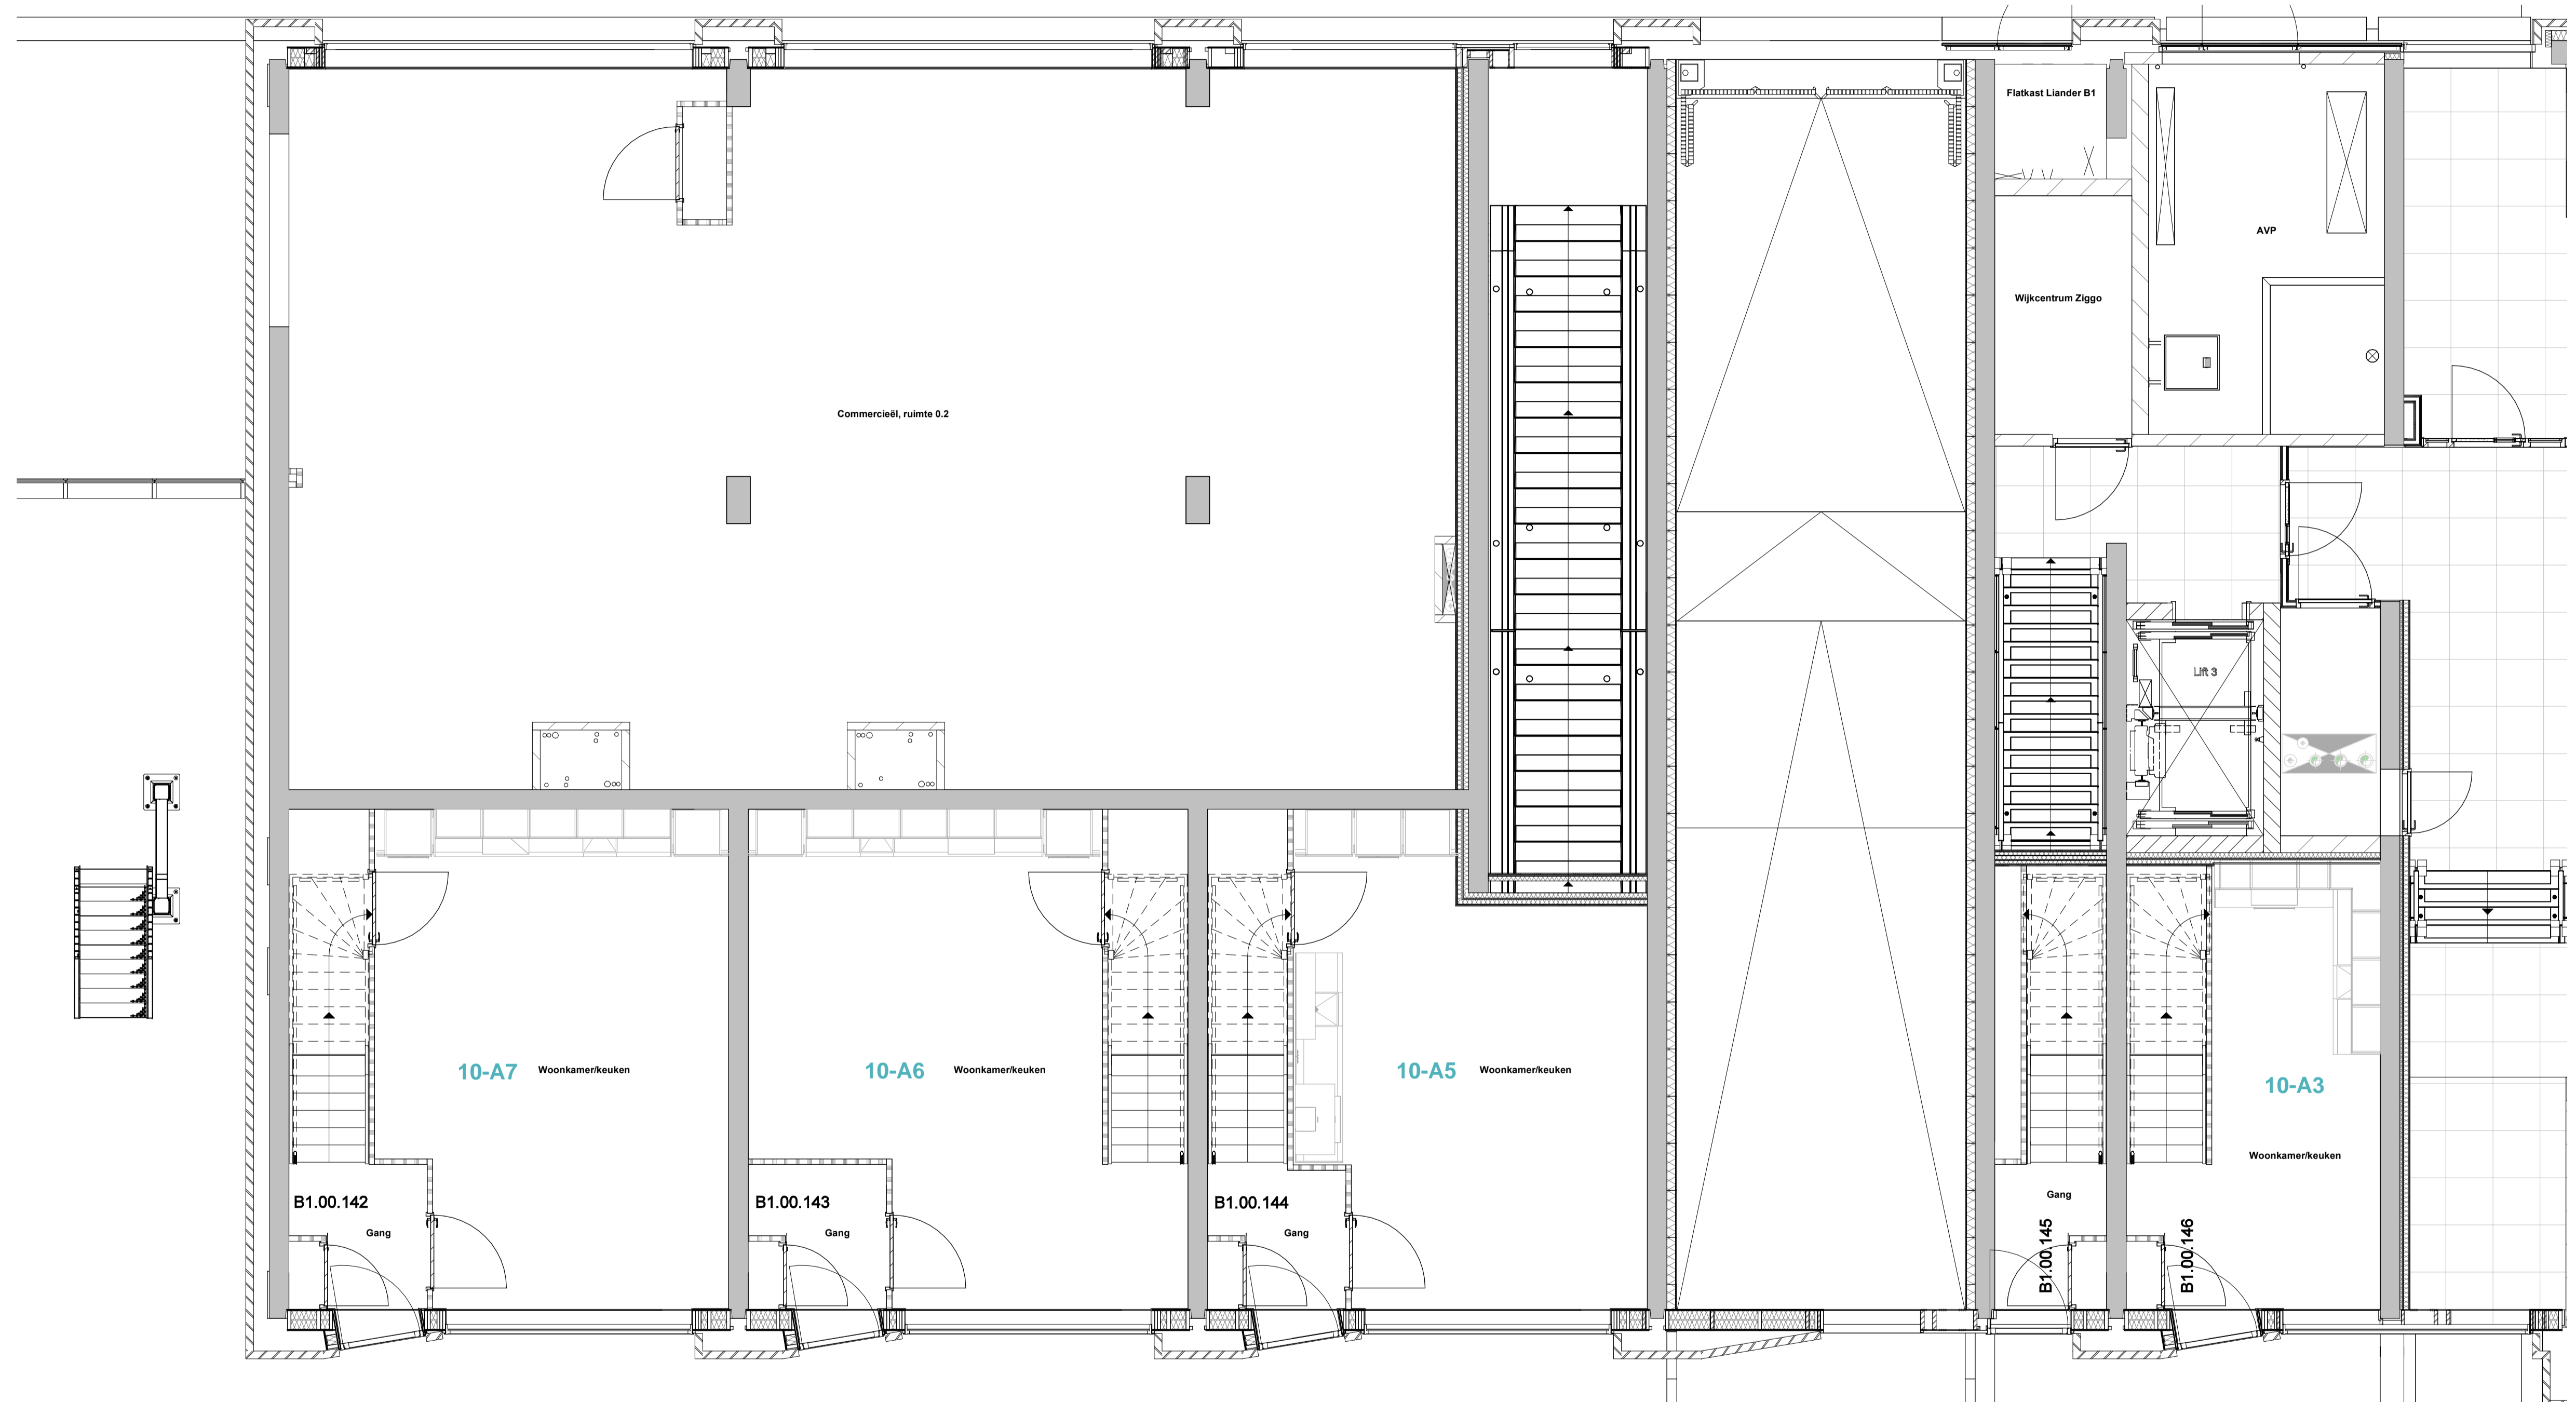 Flatkast Liander B1
AVP
Wijkcentrum Ziggo
Commercieël, ruimte 0.2
Lift 3
10-A7 Woonkamer/keuken
10-A6 Woonkamer/keuken
10-A5 Woonkamer/keuken
10-A3
Woonkamer/keuken
B1.00.142
Gang
B1.00.143
Gang
B1.00.144
Gang
Gang
B1.00.145
B1.00.146